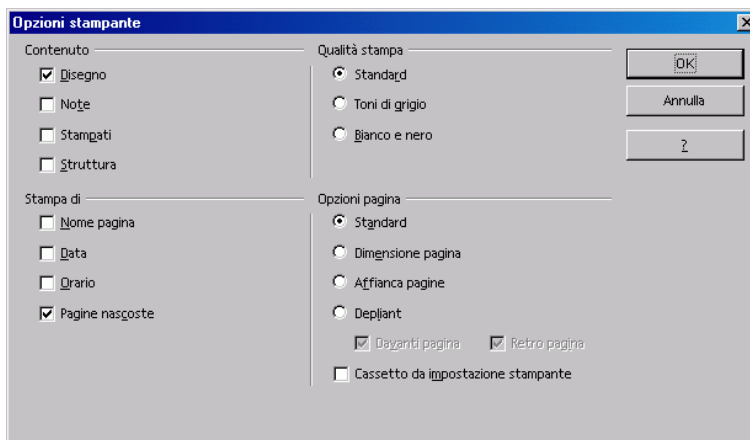 Opzioni stampante
Contenuto
Disegno
Note
Stampati
Struttura
Qualità stampa
Standard
Toni di grigio
Bianco e nero
OK
Annulla
?
Stampa di
Nome pagina
Data
Orario
Pagine nascoste
Opzioni pagina
Standard
Dimensione pagina
Affianca pagine
Depliant
Davanti pagina Retro pagina
Cassetto da impostazione stampante